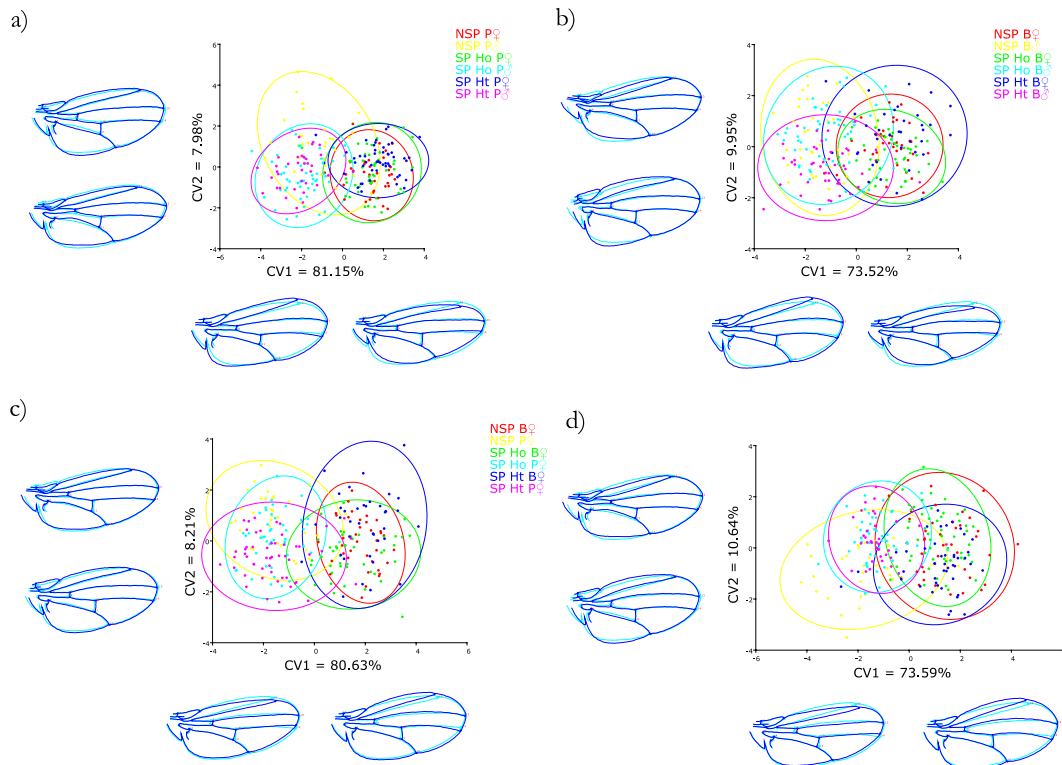 a)
NSP P♀
NSP P
SP Ho P♀
SP Ho P♂
SP Ht P♀
SP Ht P♂
6
4
2
0
-2
-4
CV2 = 7.98%
-6 -4 -2 0 2 4
CV1 = 81.15%
b)
NSP B♀
NSP B♂
SP Ho B♀
SP Ho B♂
SP Ht B♀
SP Ht B♂
4
2
0
-2
-4
CV2 = 9.95%
-4 -2 0 2 4
CV1 = 73.52%
c)
NSP B♀
NSP P♀
SP Ho B♀
SP Ho P♀
SP Ht B♀
SP Ht P♀
4
2
0
-2
-4
CV2 = 8.21%
-4 -2 0 2 4 6
CV1 = 80.63%
d)
4
2
0
-2
-4
CV2 = 10.64%
-6 -4 -2 0 2 4
CV1 = 73.59%